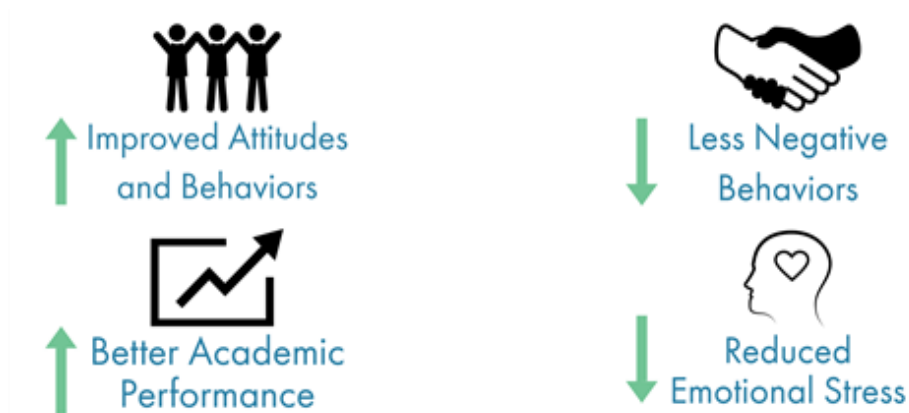 Improved Attitudes
and Behaviors
Less Negative
Behaviors
Better Academic
Performance
Reduced
Emotional Stress